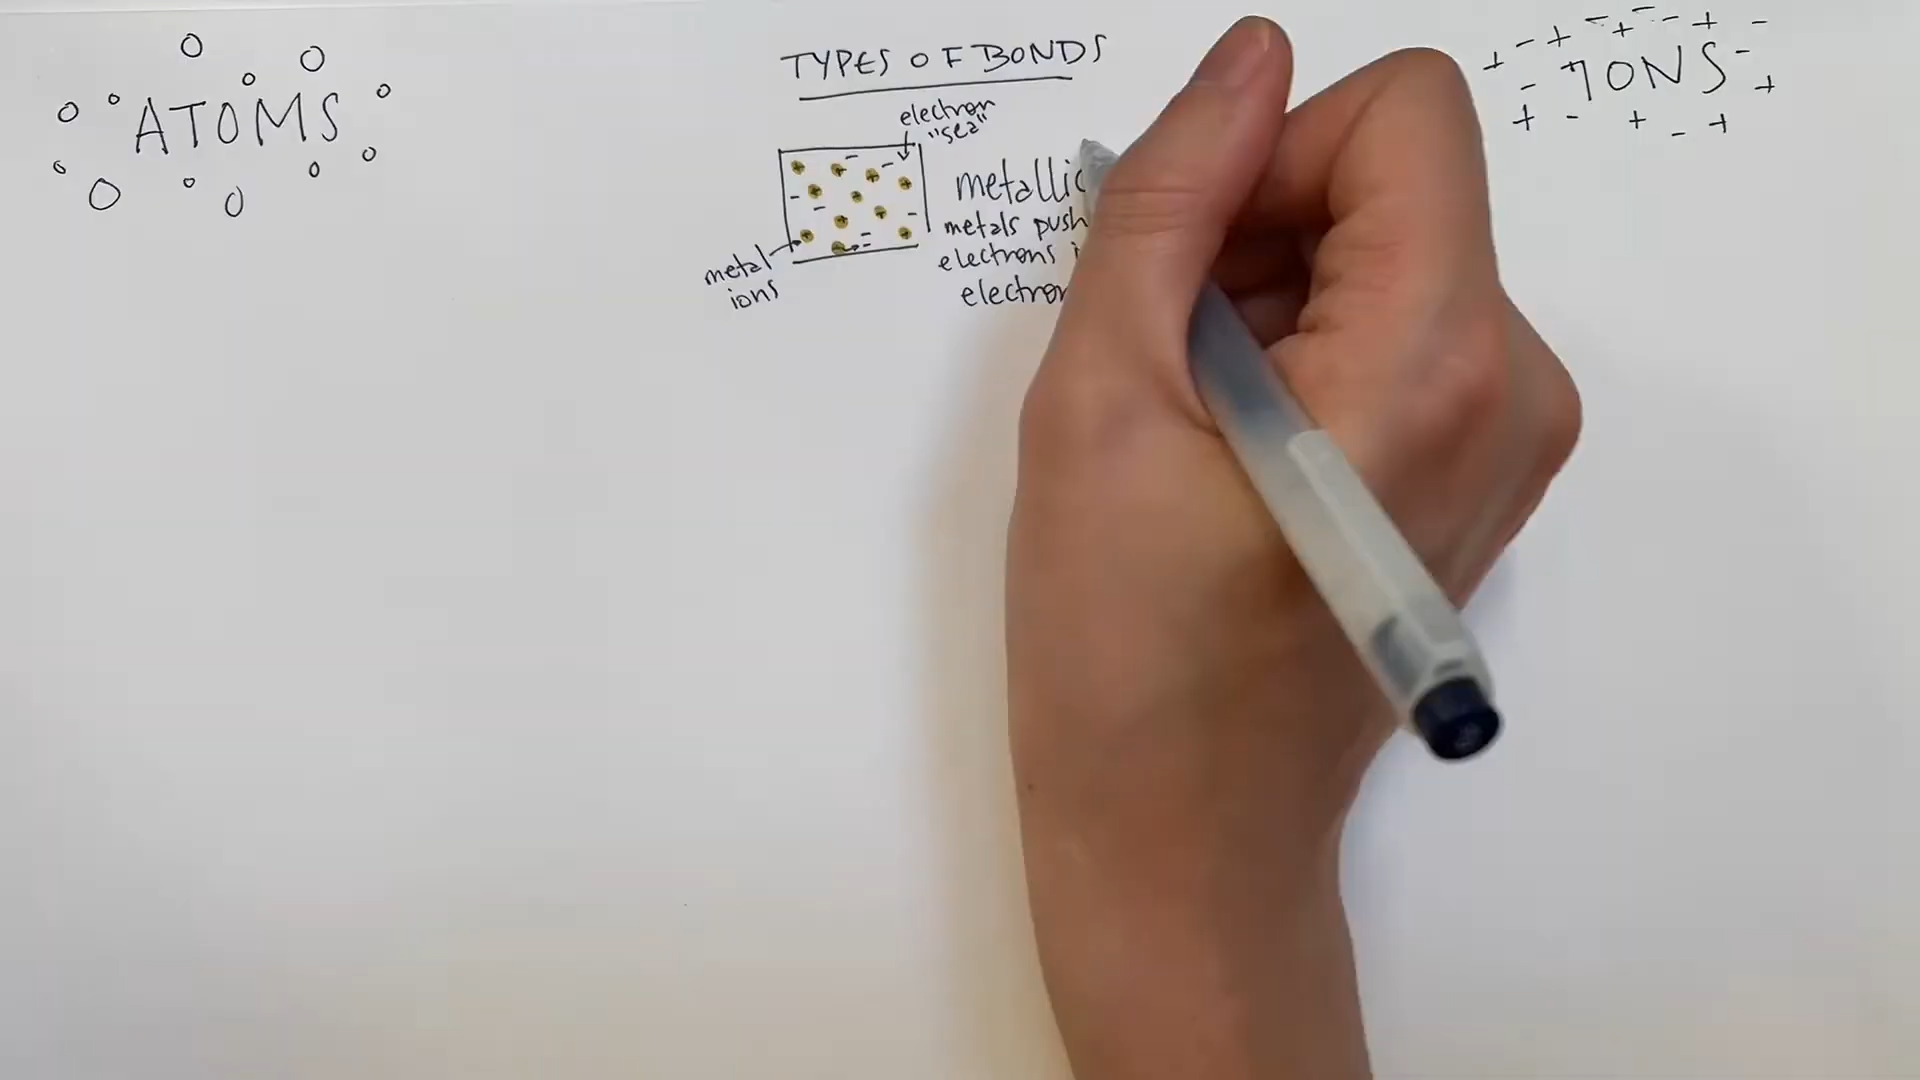 ATOMS
TYPES OF BONDS
electron
"sea"
metallic
metals push
electrons
electron
metal
ions
IONS